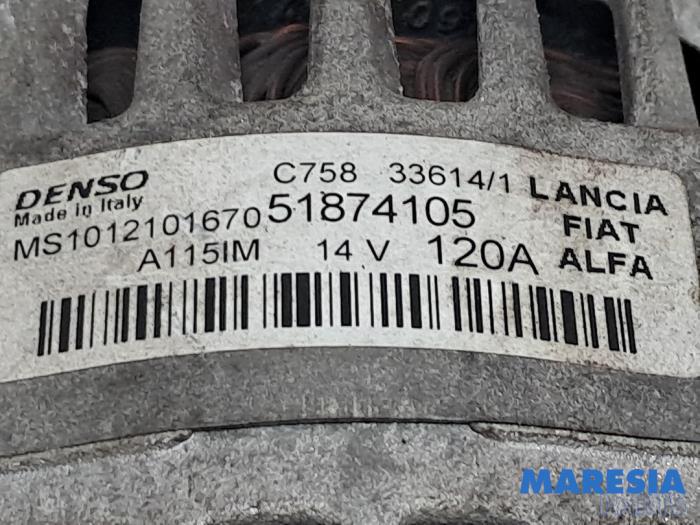 DENSO C758 33614/1 LANCIA
Made in Italy
MS1012101670 51874105 FIAT
A115IM 14 V 120A ALFA
MARESIA